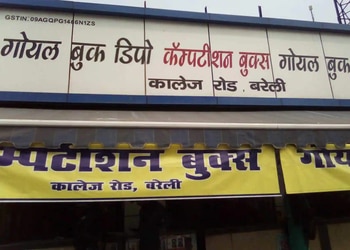 GSTIN: 09AGQPG1466N1ZS
गोयल बुक डिपो कॅम्पटीशन बुक्स गोयल बुक
कालेज रोड, बरेली
म्पटीशन बुक्स गोय
कालेज रोड, बरेली